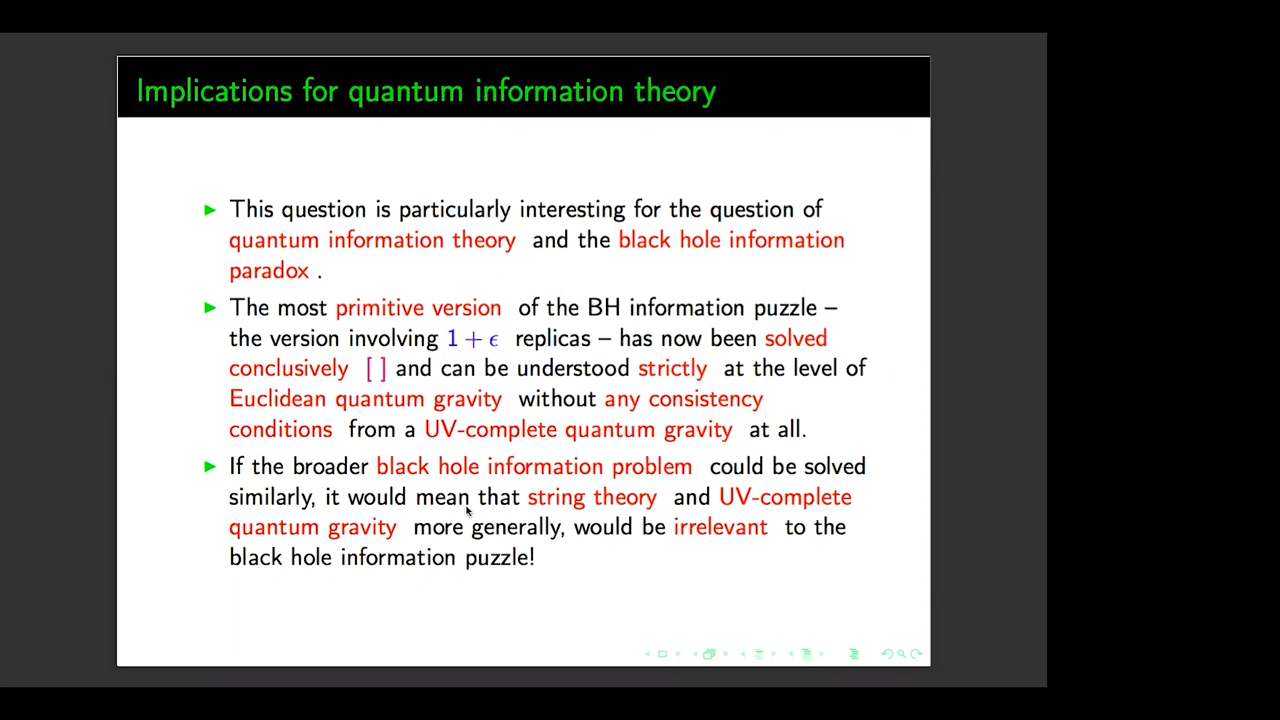 Implications for quantum information theory
This question is particularly interesting for the question of
quantum information theory and the black hole information
paradox .
The most primitive version of the BH information puzzle –
the version involving 1 + ϵ replicas – has now been solved
conclusively [ ] and can be understood strictly at the level of
Euclidean quantum gravity without any consistency
conditions from a UV-complete quantum gravity at all.
If the broader black hole information problem could be solved
similarly, it would mean that string theory and UV-complete
quantum gravity more generally, would be irrelevant to the
black hole information puzzle!